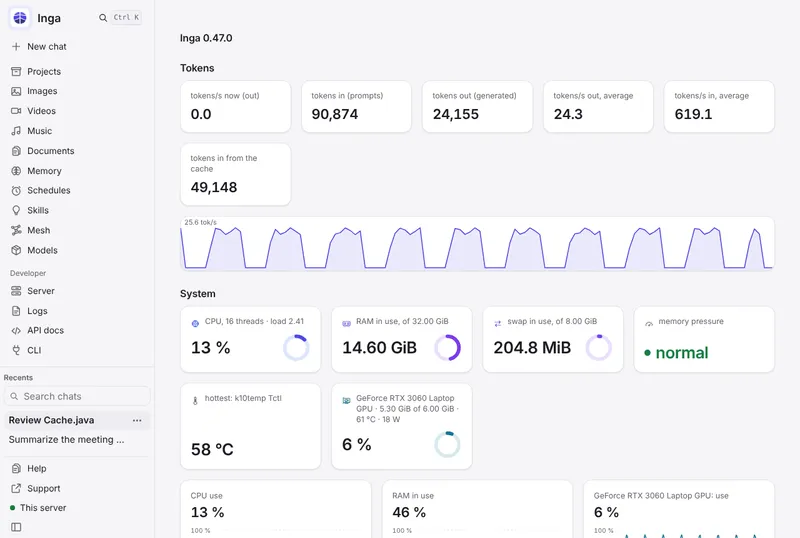 Inga
Ctrl K
New chat
Projects
Images
Videos
Music
Documents
Memory
Schedules
Skills
Mesh
Models
Developer
Server
Logs
API docs
CLI
Recents
Search chats
Review Cache.java
Summarize the meeting ...
Help
Support
This server
Inga 0.47.0
Tokens
tokens/s now (out)
0.0
tokens in (prompts)
90,874
tokens out (generated)
24,155
tokens/s out, average
24.3
tokens/s in, average
619.1
tokens in from the
cache
49,148
25.6 tok/s
System
CPU, 16 threads · load 2.41
13 %
RAM in use, of 32.00 GiB
14.60 GiB
swap in use, of 8.00 GiB
204.8 MiB
memory pressure
normal
hottest: k10temp Tctl
58 °C
GeForce RTX 3060 Laptop
GPU · 5.30 GiB of 6.00 GiB ·
61 °C · 18 W
6 %
CPU use
13 %
100 %
RAM in use
46 %
100 %
GeForce RTX 3060 Laptop GPU: use
6 %
100 %